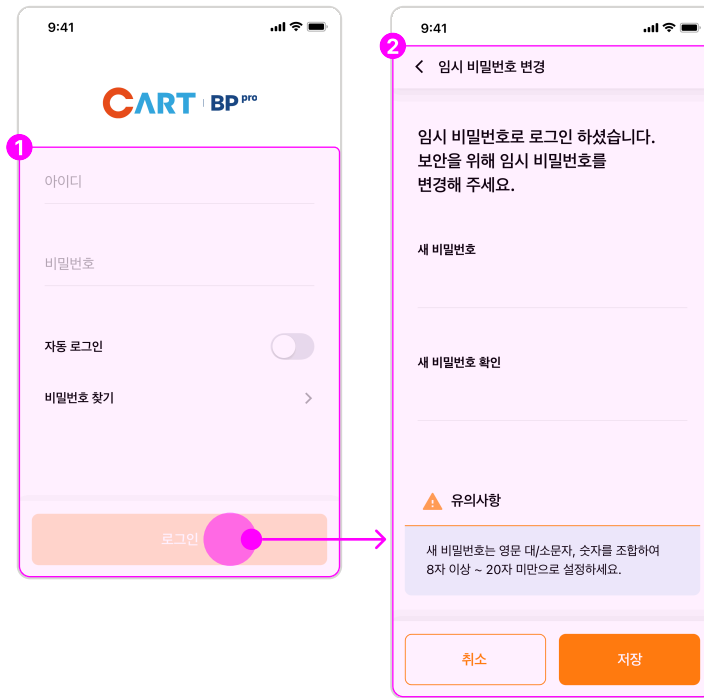 9:41
CART BP pro
1
아이디
비밀번호
자동 로그인
비밀번호 찾기
로그인
9:41
2
임시 비밀번호 변경
임시 비밀번호로 로그인 하셨습니다.
보안을 위해 임시 비밀번호를
변경해 주세요.
새 비밀번호
새 비밀번호 확인
유의사항
새 비밀번호는 영문 대/소문자, 숫자를 조합하여
8자 이상 ~ 20자 미만으로 설정하세요.
취소
저장